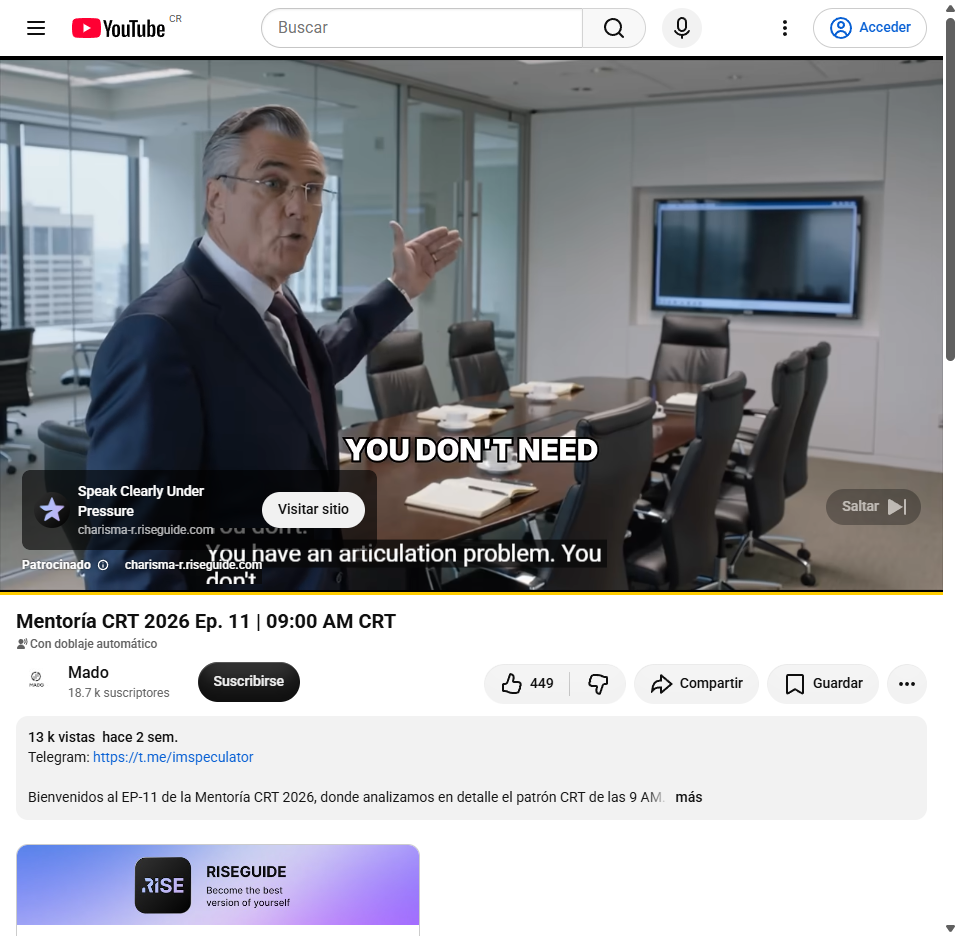 YouTube CR
Buscar
Acceder
YOU DON'T NEED
Speak Clearly Under
Pressure
charisma-r.riseguide.com
Visitar sitio
Saltar
You don't.
You have an articulation problem. You
don't
Patrocinado
charisma-r.riseguide.com
Mentoría CRT 2026 Ep. 11 | 09:00 AM CRT
Con doblaje automático
MADO
Mado
18.7 k suscriptores
Suscribirse
449
Compartir
Guardar
13 k vistas hace 2 sem.
Telegram: https://t.me/imspeculator
Bienvenidos al EP-11 de la Mentoría CRT 2026, donde analizamos en detalle el patrón CRT de las 9 AM. más
.RiSE
RISEGUIDE
Become the best
version of yourself